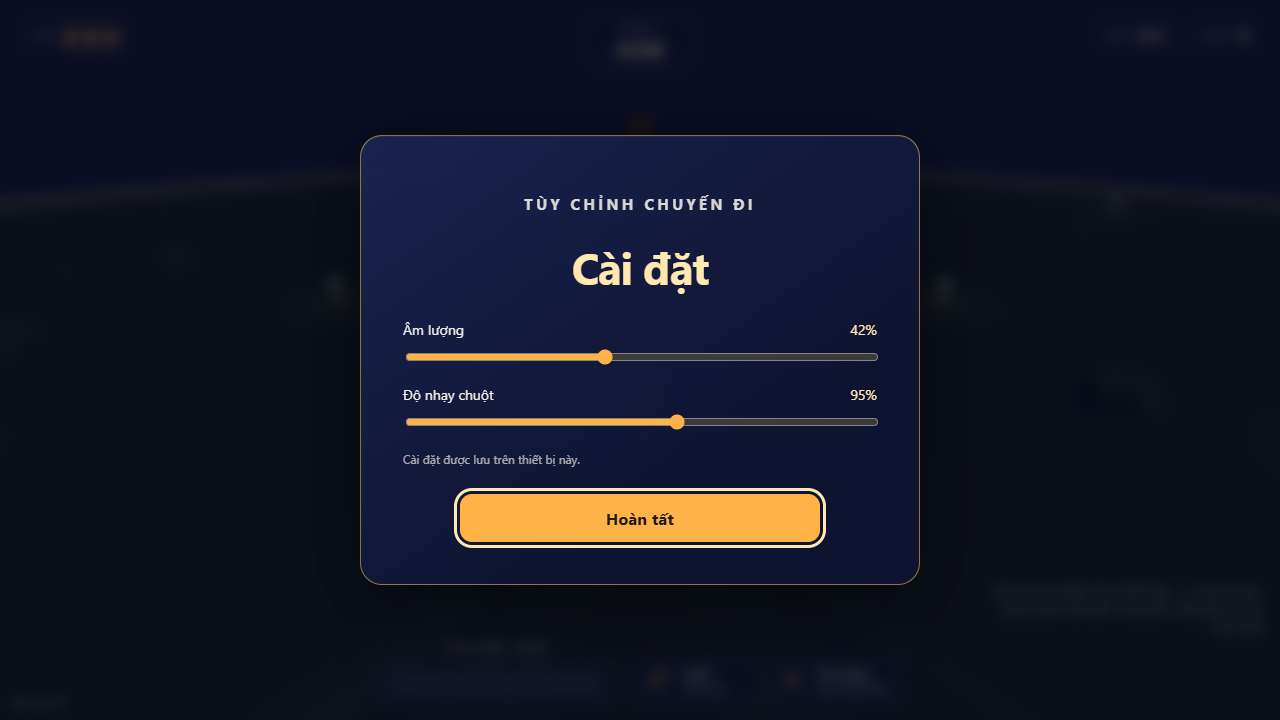 TÙY CHỈNH CHUYẾN ĐI
Cài đặt
Âm lượng 42%
Độ nhạy chuột 95%
Cài đặt được lưu trên thiết bị này.
Hoàn tất